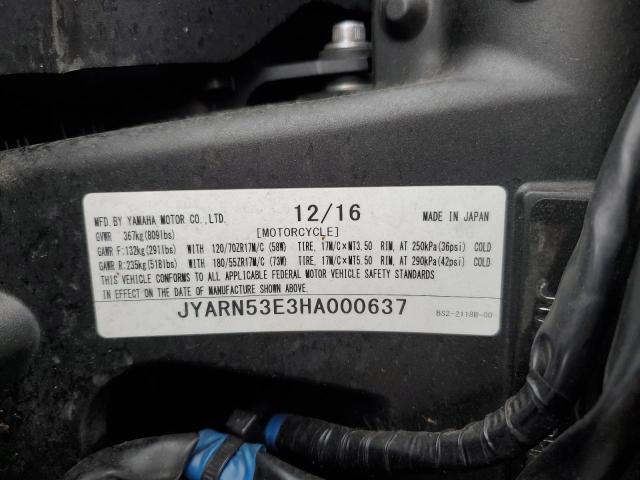 MFD.BY YAMAHA MOTOR CO.,LTD. 12/16 MADE IN JAPAN
GVWR 367kg(809lbs) [MOTORCYCLE]
GAWR F:132kg(291lbs) WITH 120/70ZR17M/C (58W) TIRE, 17M/C×MT3.50 RIM, AT 250kPa(36psi) COLD
GAWR R:235kg(518lbs) WITH 180/55ZR17M/C (73W) TIRE, 17M/C×MT5.50 RIM, AT 290kPa(42psi) COLD
THIS VEHICLE CONFORMS TO ALL APPLICABLE FEDERAL MOTOR VEHICLE SAFETY STANDARDS
IN EFFECT ON THE DATE OF MANUFACTURE SHOWN ABOVE.
JYARN53E3HA000637 BS2-2118B-00